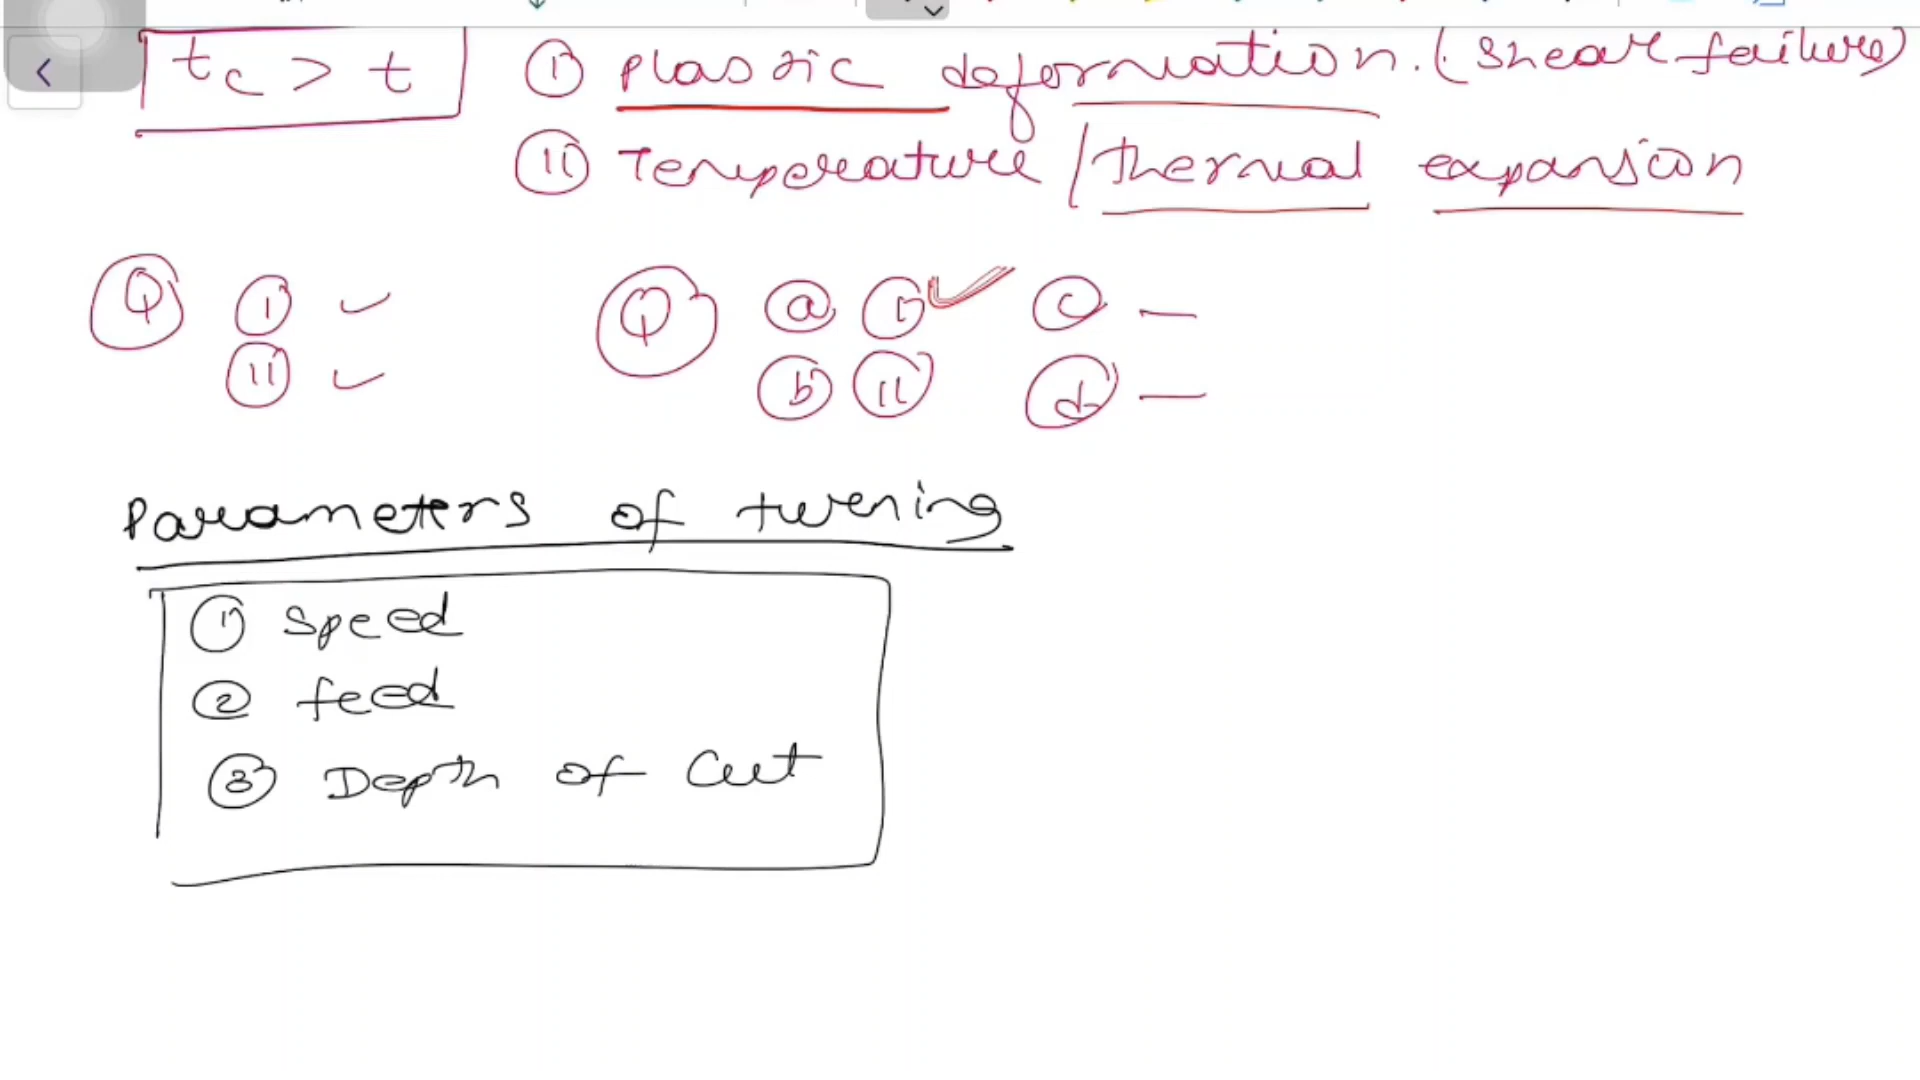 tc > t ① plastic deformation. (shear failure)
② Temperature / thermal expansion
Q ① ✓ Q ⓐ ① ✓ ⓒ —
⑪ ✓ ⓑ ⑪ ⓓ —
Parameters of turning
① Speed
② feed
③ Depth of Cut